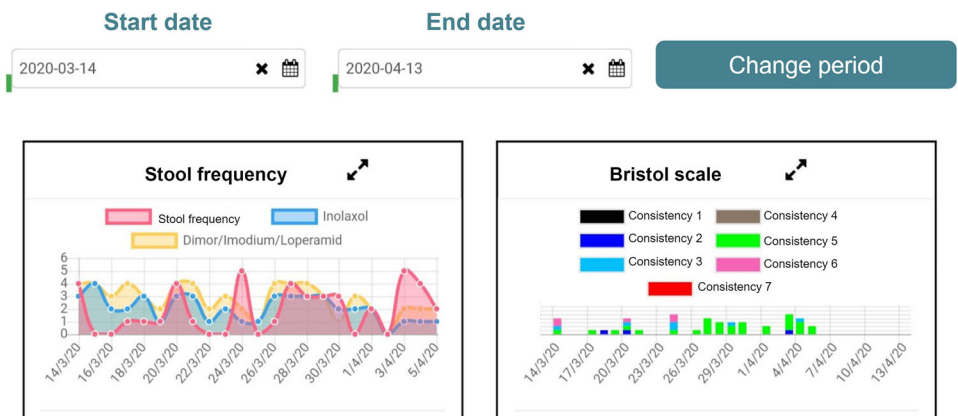 Start date
End date
2020-03-14
2020-04-13
Change period
Stool frequency
Stool frequency
Inolaxol
Dimor/Imodium/Loperamid
6
5
4
3
2
1
0
14/3/20
16/3/20
18/3/20
20/3/20
22/3/20
24/3/20
26/3/20
28/3/20
30/3/20
1/4/20
3/4/20
5/4/20
Bristol scale
Consistency 1
Consistency 4
Consistency 2
Consistency 5
Consistency 3
Consistency 6
Consistency 7
14/3/20
17/3/20
20/3/20
23/3/20
26/3/20
29/3/20
1/4/20
4/4/20
7/4/20
10/4/20
13/4/20